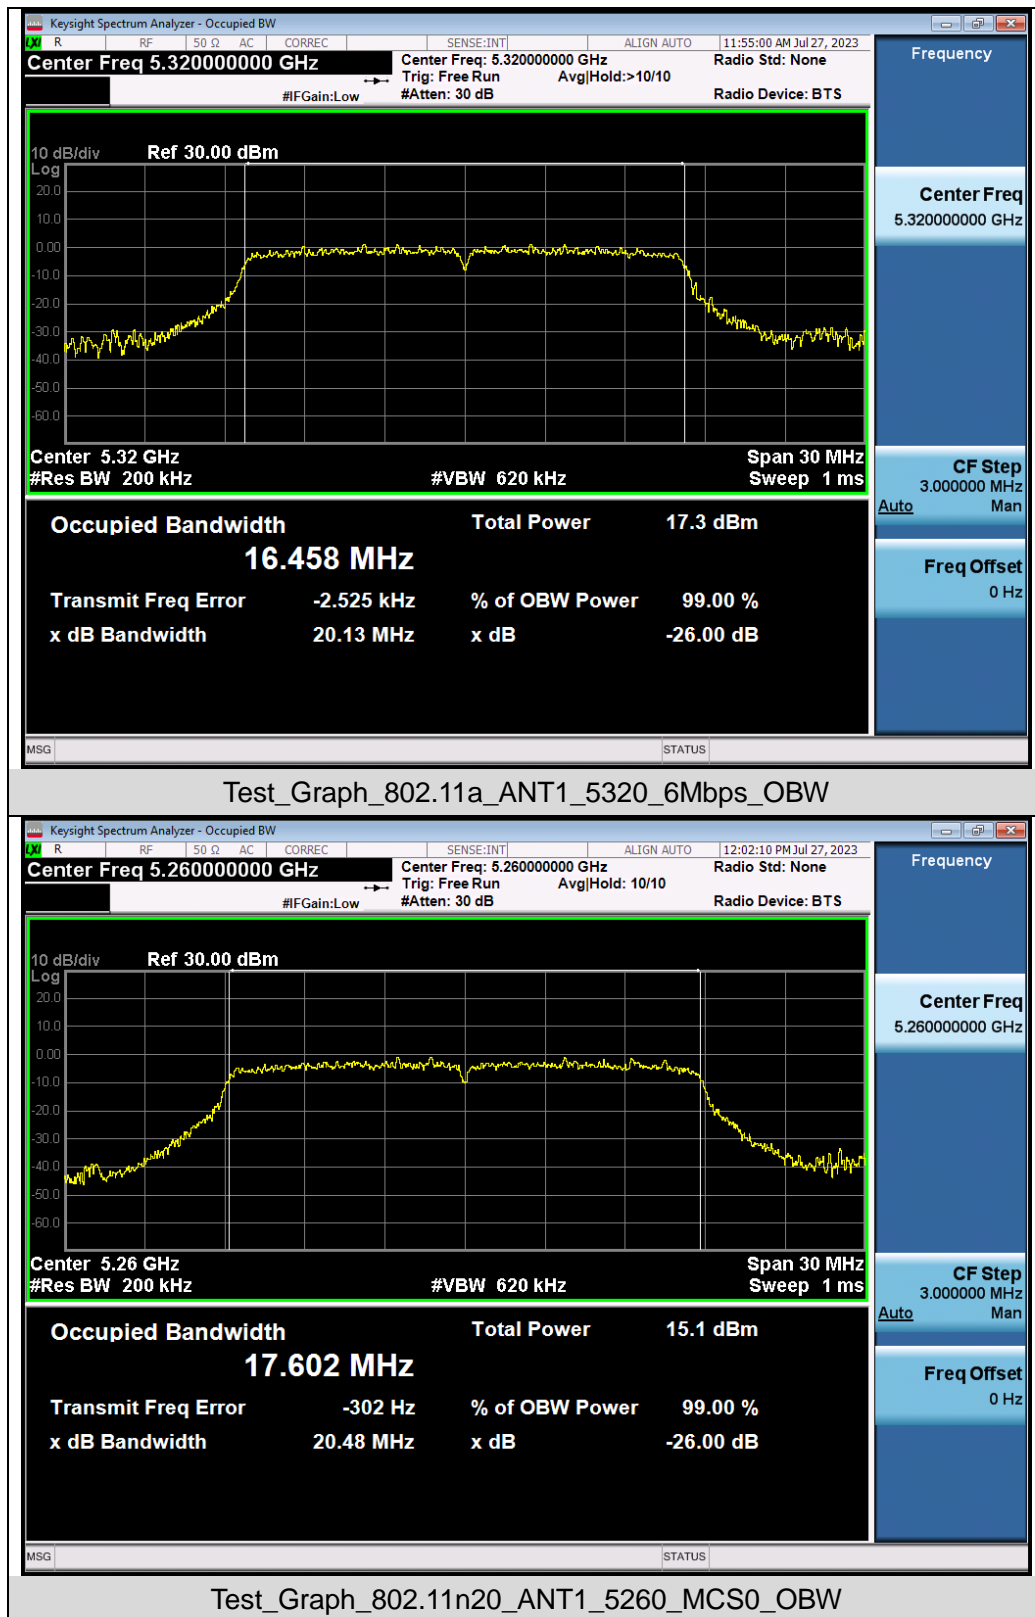 Keysight Spectrum Analyzer - Occupied BW
LXI R RF 50 Ω AC CORREC SENSE:INT ALIGN AUTO 11:55:00 AM Jul 27, 2023
Center Freq 5.320000000 GHz Center Freq: 5.320000000 GHz Radio Std: None
Trig: Free Run Avg|Hold:>10/10
#IFGain:Low #Atten: 30 dB Radio Device: BTS
10 dB/div Ref 30.00 dBm
Log
20.0
10.0
0.00
-10.0
-20.0
-30.0
-40.0
-50.0
-60.0
Center 5.32 GHz Span 30 MHz
#Res BW 200 kHz #VBW 620 kHz Sweep 1 ms
Occupied Bandwidth Total Power 17.3 dBm
16.458 MHz
Transmit Freq Error -2.525 kHz % of OBW Power 99.00 %
x dB Bandwidth 20.13 MHz x dB -26.00 dB
Frequency
Center Freq
5.320000000 GHz
CF Step
3.000000 MHz
Auto Man
Freq Offset
0 Hz
MSG STATUS
Test_Graph_802.11a_ANT1_5320_6Mbps_OBW
Keysight Spectrum Analyzer - Occupied BW
LXI R RF 50 Ω AC CORREC SENSE:INT ALIGN AUTO 12:02:10 PM Jul 27, 2023
Center Freq 5.260000000 GHz Center Freq: 5.260000000 GHz Radio Std: None
Trig: Free Run Avg|Hold: 10/10
#IFGain:Low #Atten: 30 dB Radio Device: BTS
10 dB/div Ref 30.00 dBm
Log
20.0
10.0
0.00
-10.0
-20.0
-30.0
-40.0
-50.0
-60.0
Center 5.26 GHz Span 30 MHz
#Res BW 200 kHz #VBW 620 kHz Sweep 1 ms
Occupied Bandwidth Total Power 15.1 dBm
17.602 MHz
Transmit Freq Error -302 Hz % of OBW Power 99.00 %
x dB Bandwidth 20.48 MHz x dB -26.00 dB
Frequency
Center Freq
5.260000000 GHz
CF Step
3.000000 MHz
Auto Man
Freq Offset
0 Hz
MSG STATUS
Test_Graph_802.11n20_ANT1_5260_MCS0_OBW